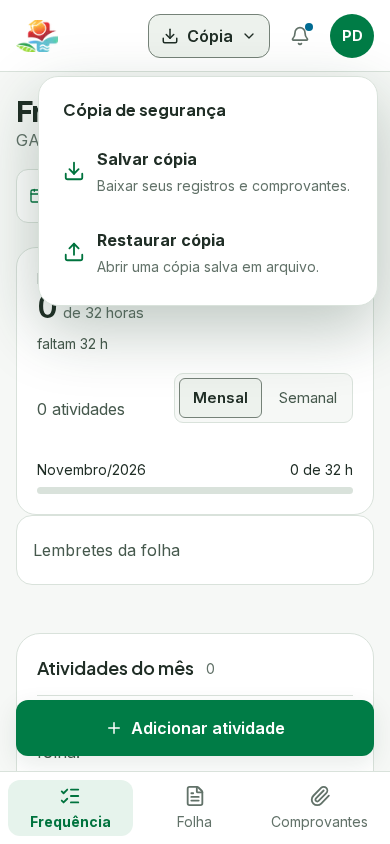 Cópia
PD
Cópia de segurança
Salvar cópia
Baixar seus registros e comprovantes.
Restaurar cópia
Abrir uma cópia salva em arquivo.
0 de 32 horas
faltam 32 h
0 atividades
Mensal
Semanal
Novembro/2026
0 de 32 h
Lembretes da folha
Atividades do mês 0
Adicionar atividade
Frequência
Folha
Comprovantes